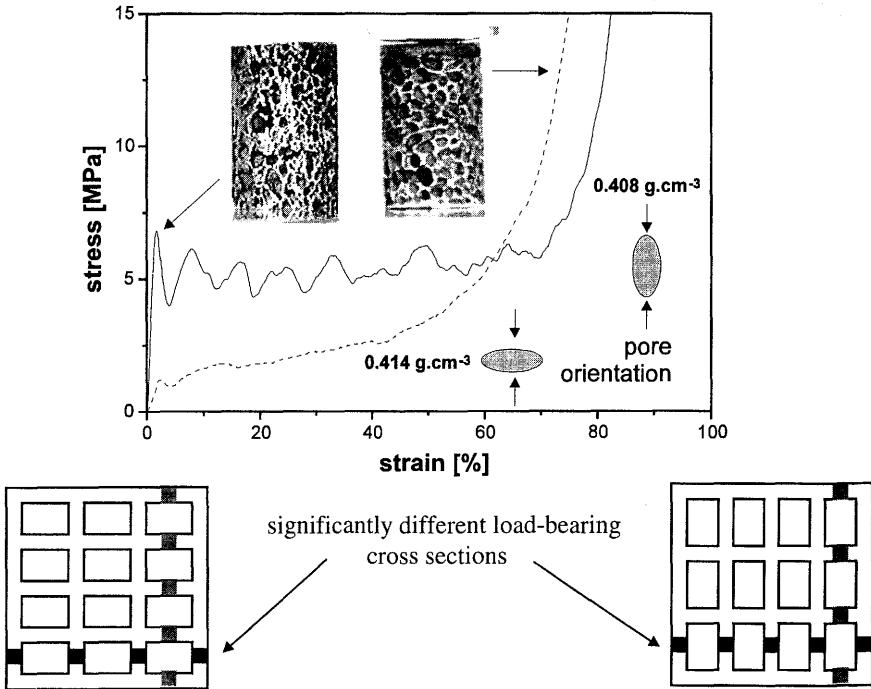 15
10
5
0
stress [MPa]
0 20 40 60 80 100
strain [%]
0.408 g.cm-3
0.414 g.cm-3
pore
orientation
significantly different load-bearing
cross sections